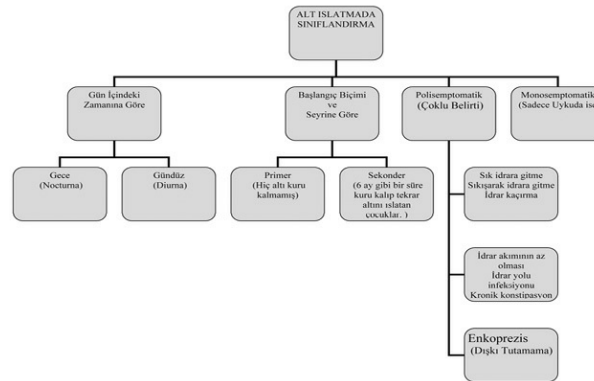 ALT ISLATMADA
SINIFLANDIRMA
Gün İçindeki
Zamanına Göre
Başlangıç Biçimi
ve
Seyrine Göre
Polisemptomatik
(Çoklu Belirti)
Monosemptomatik
(Sadece Uykuda ise
Gece
(Nocturna)
Gündüz
(Diurna)
Primer
(Hiç altı kuru
kalmamış)
Sekonder
(6 ay gibi bir süre
kuru kalıp tekrar
altını ıslatan
çocuklar. )
Sık idrara gitme
Sıkışarak idrara gitme
İdrar kaçırma
İdrar akımının az
olması
İdrar yolu
infeksiyonu
Kronik konstipasyon
Enkoprezis
(Dışkı Tutamama)